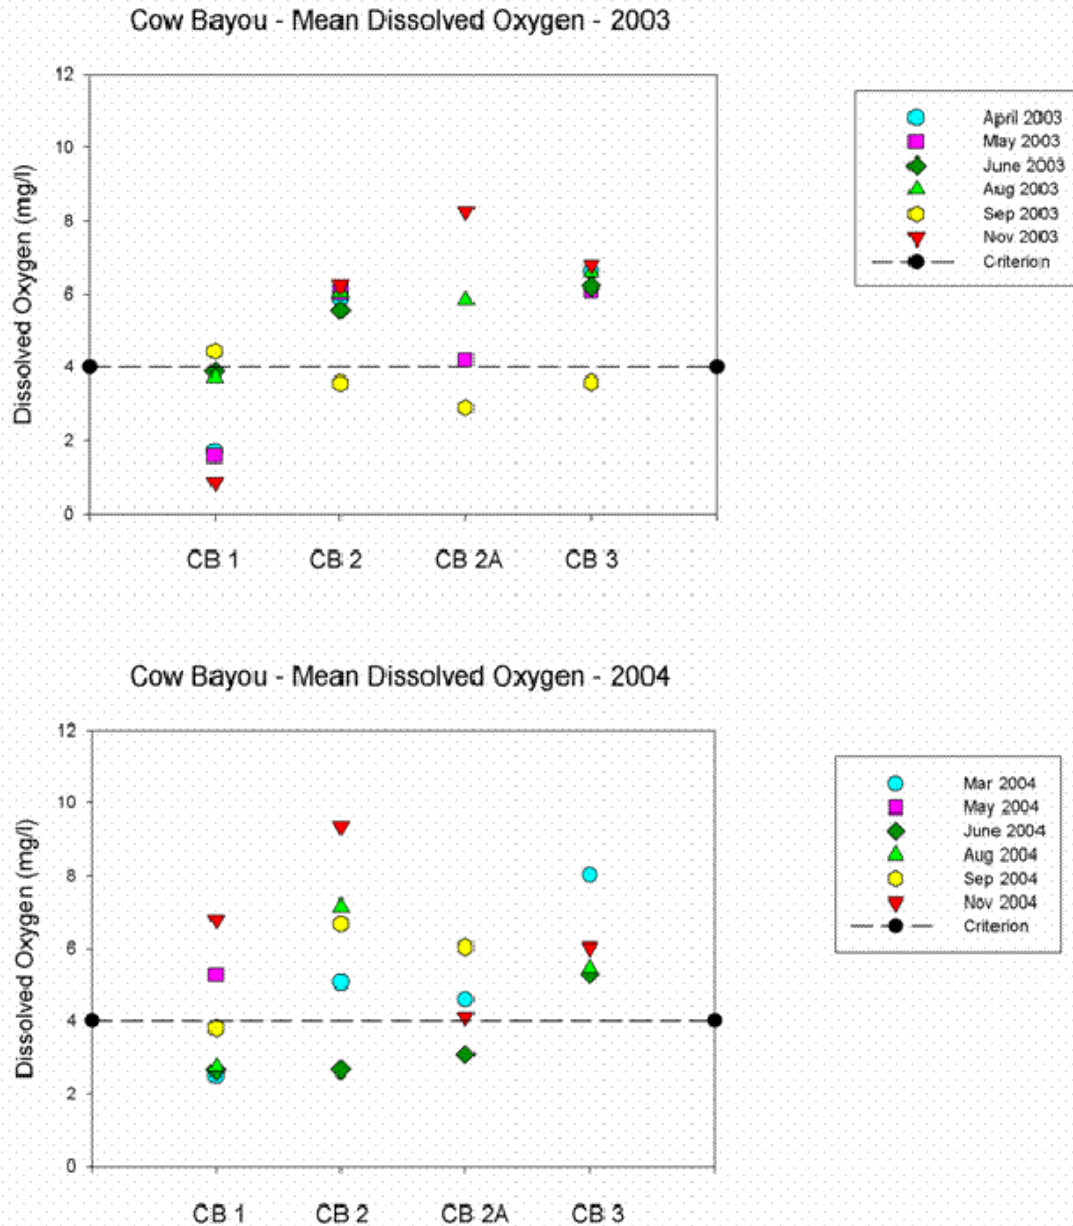 Cow Bayou - Mean Dissolved Oxygen - 2003
12
10
8
6
4
2
0
Dissolved Oxygen (mg/l)
CB 1 CB 2 CB 2A CB 3
April 2003
May 2003
June 2003
Aug 2003
Sep 2003
Nov 2003
Criterion
Cow Bayou - Mean Dissolved Oxygen - 2004
12
10
8
6
4
2
0
Dissolved Oxygen (mg/l)
CB 1 CB 2 CB 2A CB 3
Mar 2004
May 2004
June 2004
Aug 2004
Sep 2004
Nov 2004
Criterion